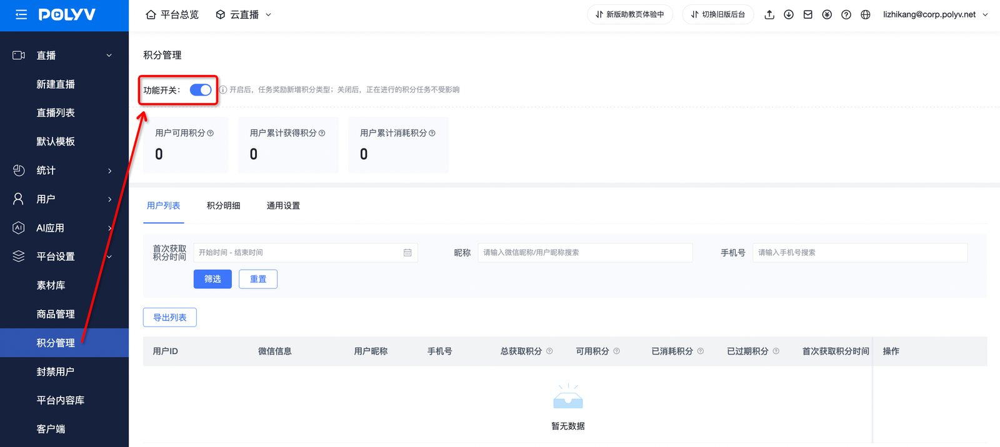 POLYV
平台总览
云直播
新版助教页体验中
切换旧版后台
lizhikang@corp.polyv.net
直播
新建直播
直播列表
默认模板
统计
用户
AI
AI应用
平台设置
素材库
商品管理
积分管理
封禁用户
平台内容库
客户端
积分管理
功能开关：
开启后，任务奖励新增积分类型；关闭后，正在进行的积分任务不受影响
用户可用积分
0
用户累计获得积分
0
用户累计消耗积分
0
用户列表
积分明细
通用设置
首次获取
积分时间
开始时间 - 结束时间
昵称
请输入微信昵称/用户昵称搜索
手机号
请输入手机号搜索
筛选
重置
导出列表
用户ID
微信信息
用户昵称
手机号
总获取积分
可用积分
已消耗积分
已过期积分
首次获取积分时间
操作
暂无数据